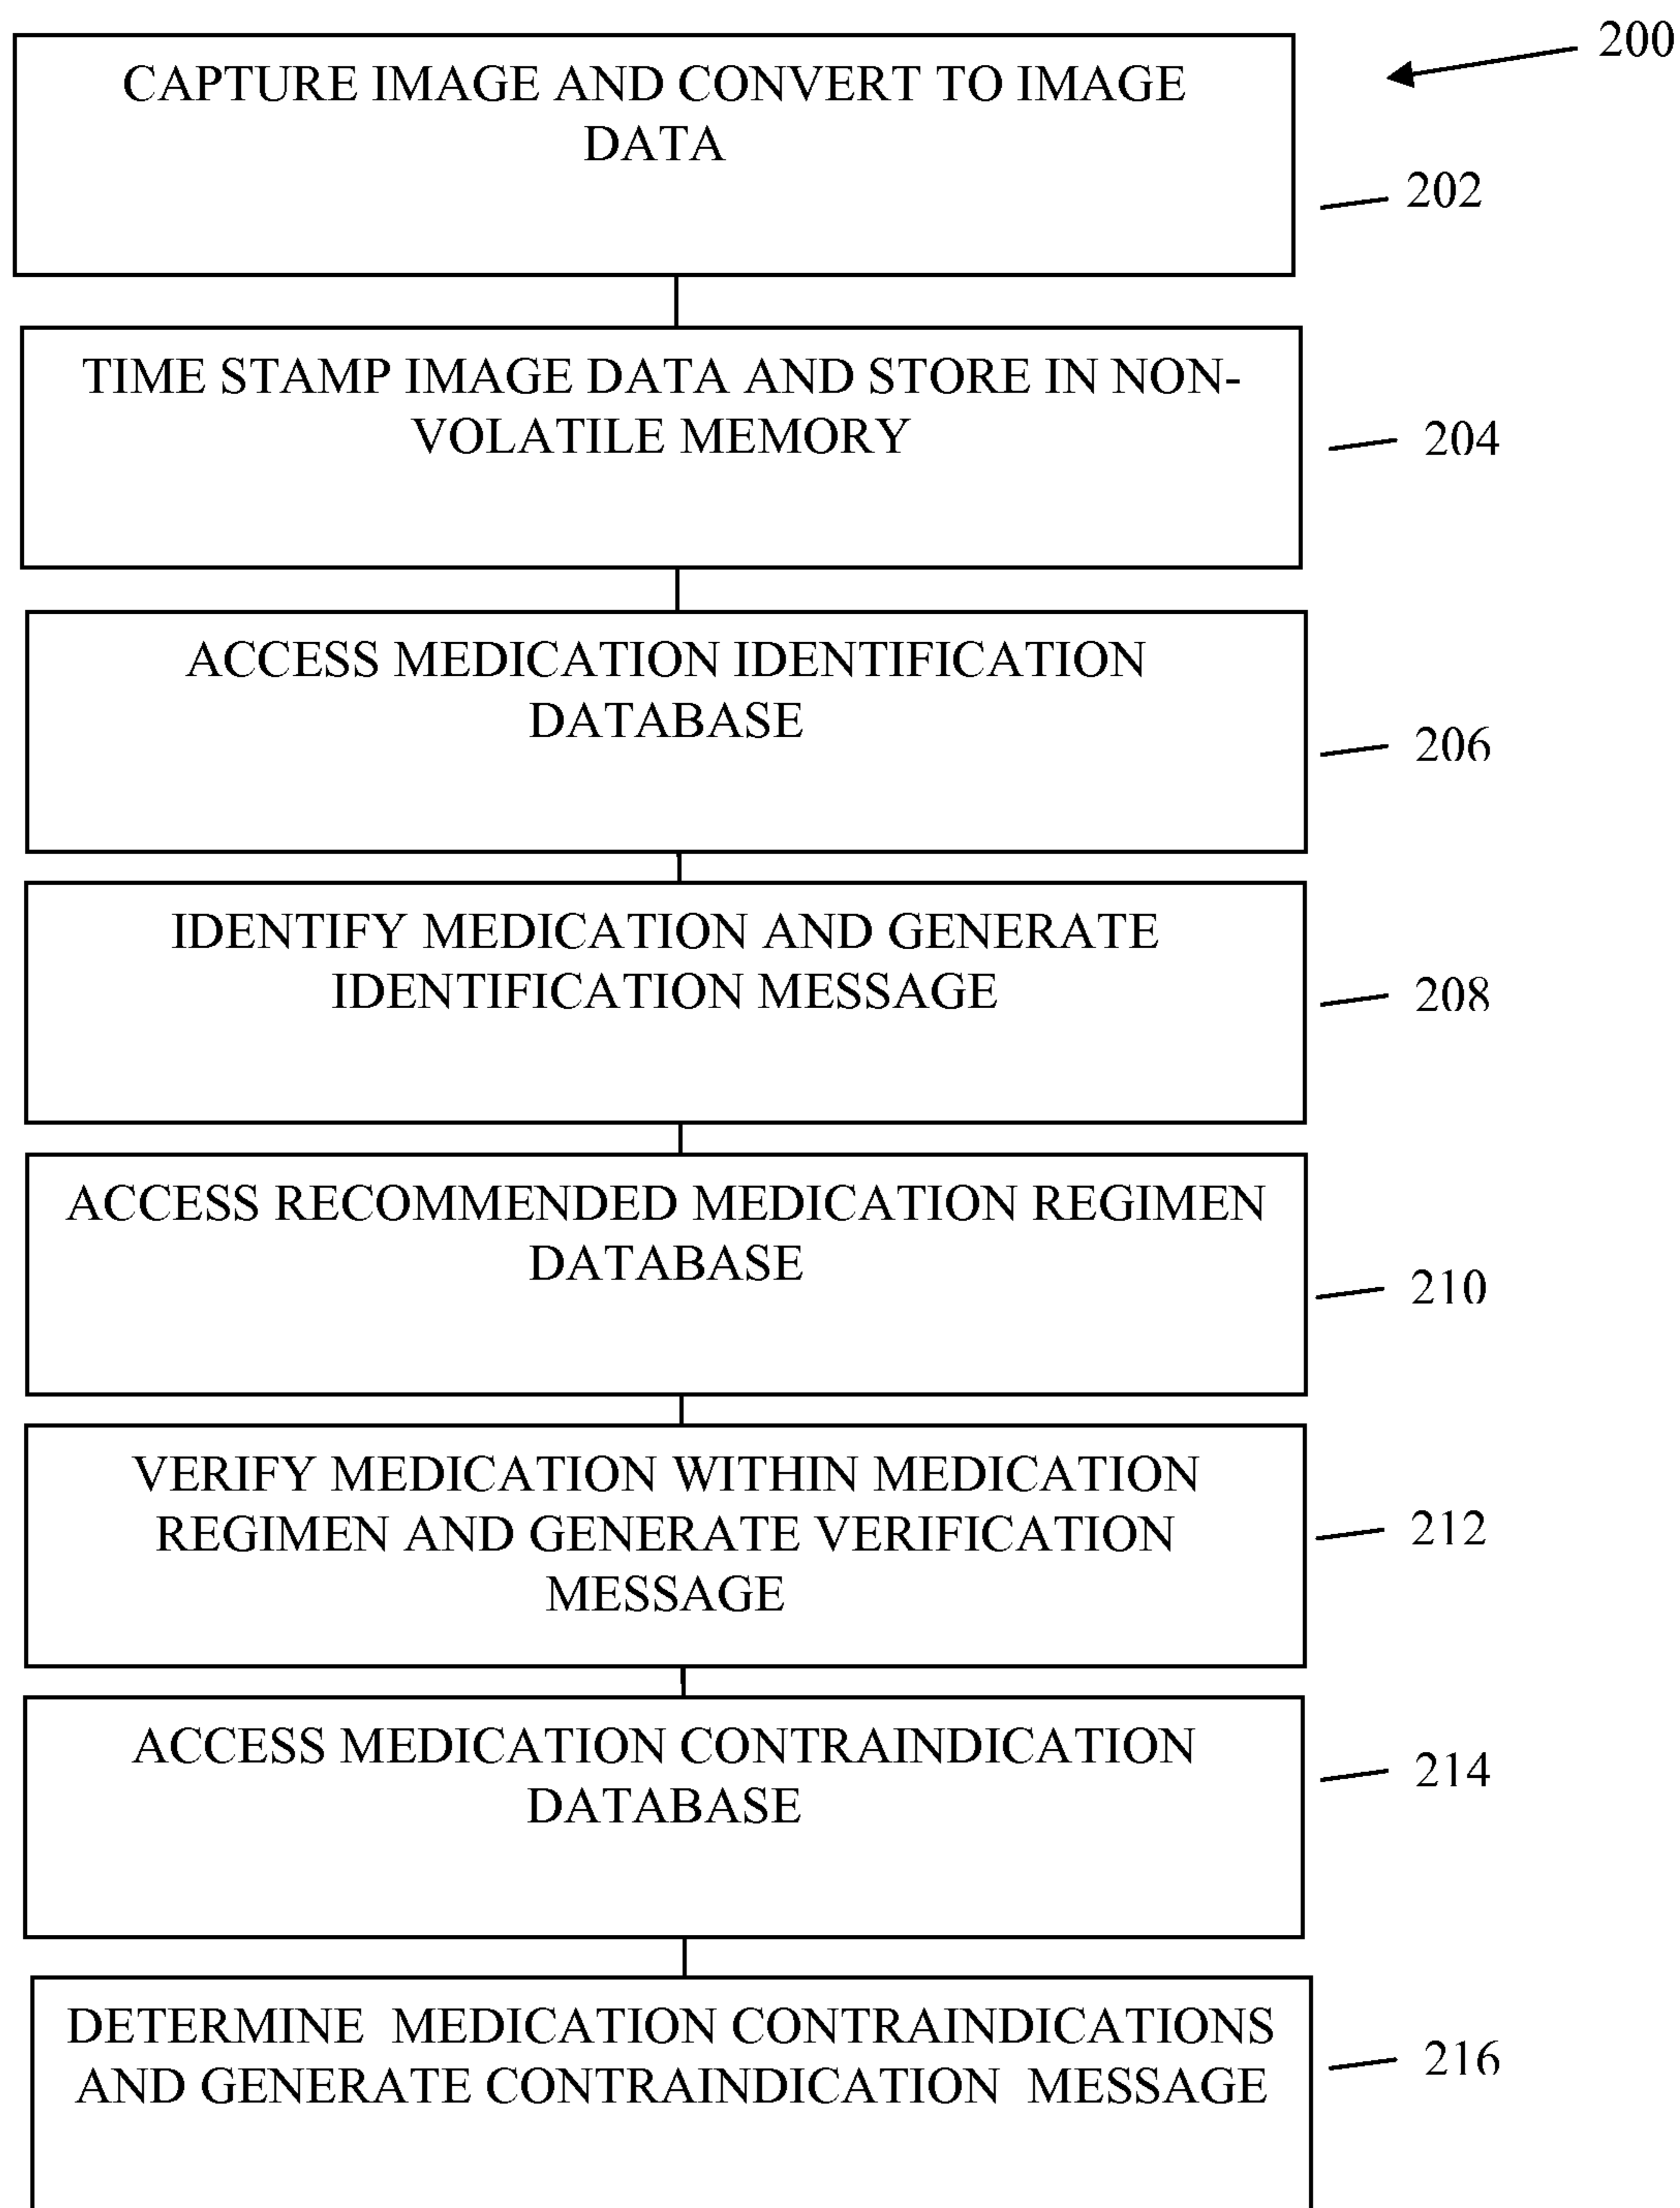 200
CAPTURE IMAGE AND CONVERT TO IMAGE
DATA
202
TIME STAMP IMAGE DATA AND STORE IN NON-
VOLATILE MEMORY
204
ACCESS MEDICATION IDENTIFICATION
DATABASE
206
IDENTIFY MEDICATION AND GENERATE
IDENTIFICATION MESSAGE
208
ACCESS RECOMMENDED MEDICATION REGIMEN
DATABASE
210
VERIFY MEDICATION WITHIN MEDICATION
REGIMEN AND GENERATE VERIFICATION
MESSAGE
212
ACCESS MEDICATION CONTRAINDICATION
DATABASE
214
DETERMINE MEDICATION CONTRAINDICATIONS
AND GENERATE CONTRAINDICATION MESSAGE
216